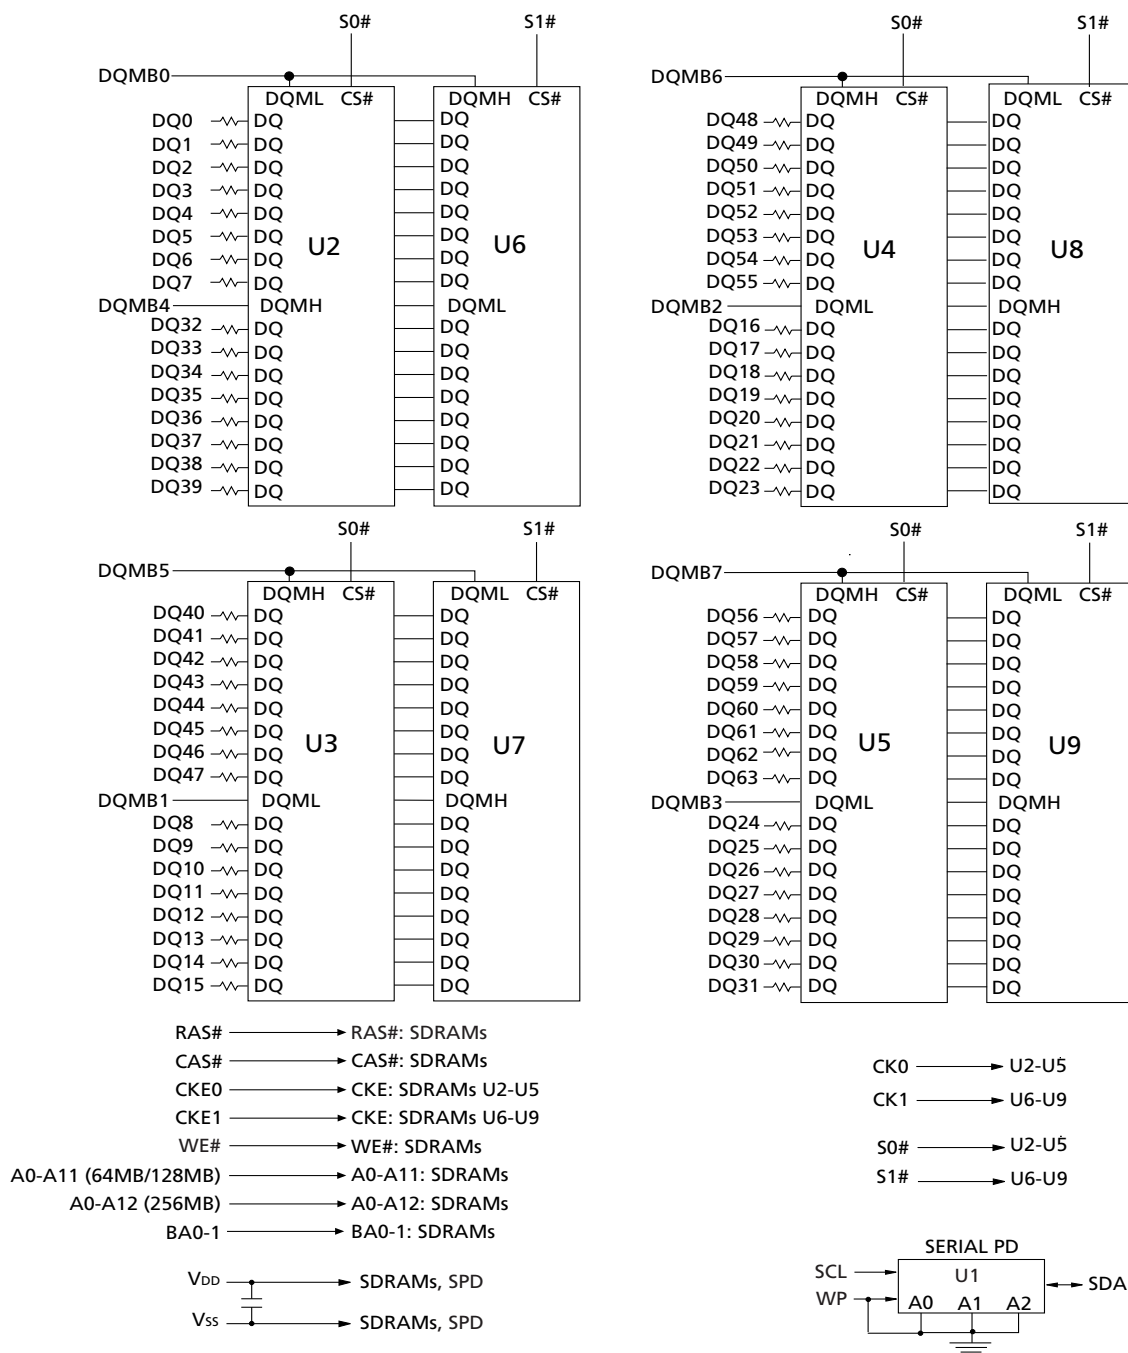 S0# S1#
DQMB0
DQML CS# DQMH CS#
DQ0 DQ DQ
DQ1 DQ DQ
DQ2 DQ DQ
DQ3 DQ DQ
DQ4 DQ DQ
DQ5 DQ DQ
U2 U6
DQ6 DQ DQ
DQ7 DQ DQ
DQMB4 DQMH DQML
DQ32 DQ DQ
DQ33 DQ DQ
DQ34 DQ DQ
DQ35 DQ DQ
DQ36 DQ DQ
DQ37 DQ DQ
DQ38 DQ DQ
DQ39 DQ DQ
S0# S1#
DQMB6
DQMH CS# DQML CS#
DQ48 DQ DQ
DQ49 DQ DQ
DQ50 DQ DQ
DQ51 DQ DQ
DQ52 DQ DQ
DQ53 DQ DQ
U4 U8
DQ54 DQ DQ
DQ55 DQ DQ
DQMB2 DQML DQMH
DQ16 DQ DQ
DQ17 DQ DQ
DQ18 DQ DQ
DQ19 DQ DQ
DQ20 DQ DQ
DQ21 DQ DQ
DQ22 DQ DQ
DQ23 DQ DQ
S0# S1#
DQMB5
DQMH CS# DQML CS#
DQ40 DQ DQ
DQ41 DQ DQ
DQ42 DQ DQ
DQ43 DQ DQ
DQ44 DQ DQ
DQ45 DQ DQ
U3 U7
DQ46 DQ DQ
DQ47 DQ DQ
DQMB1 DQML DQMH
DQ8 DQ DQ
DQ9 DQ DQ
DQ10 DQ DQ
DQ11 DQ DQ
DQ12 DQ DQ
DQ13 DQ DQ
DQ14 DQ DQ
DQ15 DQ DQ
S0# S1#
DQMB7
DQMH CS# DQML CS#
DQ56 DQ DQ
DQ57 DQ DQ
DQ58 DQ DQ
DQ59 DQ DQ
DQ60 DQ DQ
DQ61 DQ DQ
U5 U9
DQ62 DQ DQ
DQ63 DQ DQ
DQMB3 DQML DQMH
DQ24 DQ DQ
DQ25 DQ DQ
DQ26 DQ DQ
DQ27 DQ DQ
DQ28 DQ DQ
DQ29 DQ DQ
DQ30 DQ DQ
DQ31 DQ DQ
RAS# RAS#: SDRAMs
CAS# CAS#: SDRAMs
CKE0 CKE: SDRAMs U2-U5
CKE1 CKE: SDRAMs U6-U9
WE# WE#: SDRAMs
A0-A11 (64MB/128MB) A0-A11: SDRAMs
A0-A12 (256MB) A0-A12: SDRAMs
BA0-1 BA0-1: SDRAMs
VDD SDRAMs, SPD
VSS SDRAMs, SPD
CK0 U2-U5
CK1 U6-U9
S0# U2-U5
S1# U6-U9
SERIAL PD
SCL U1 SDA
WP A0 A1 A2